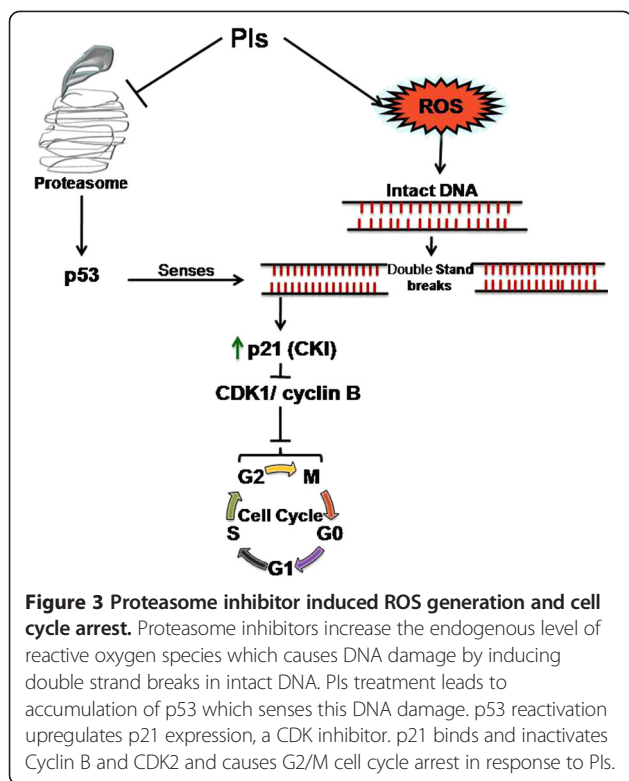 PIs
ROS
Proteasome
Intact DNA
p53
Senses
Double Stand
breaks
p21 (CKI)
CDK1/ cyclin B
G2
M
Cell Cycle
S
G0
G1
Figure 3 Proteasome inhibitor induced ROS generation and cell
cycle arrest. Proteasome inhibitors increase the endogenous level of
reactive oxygen species which causes DNA damage by inducing
double strand breaks in intact DNA. PIs treatment leads to
accumulation of p53 which senses this DNA damage. p53 reactivation
upregulates p21 expression, a CDK inhibitor. p21 binds and inactivates
Cyclin B and CDK2 and causes G2/M cell cycle arrest in response to PIs.